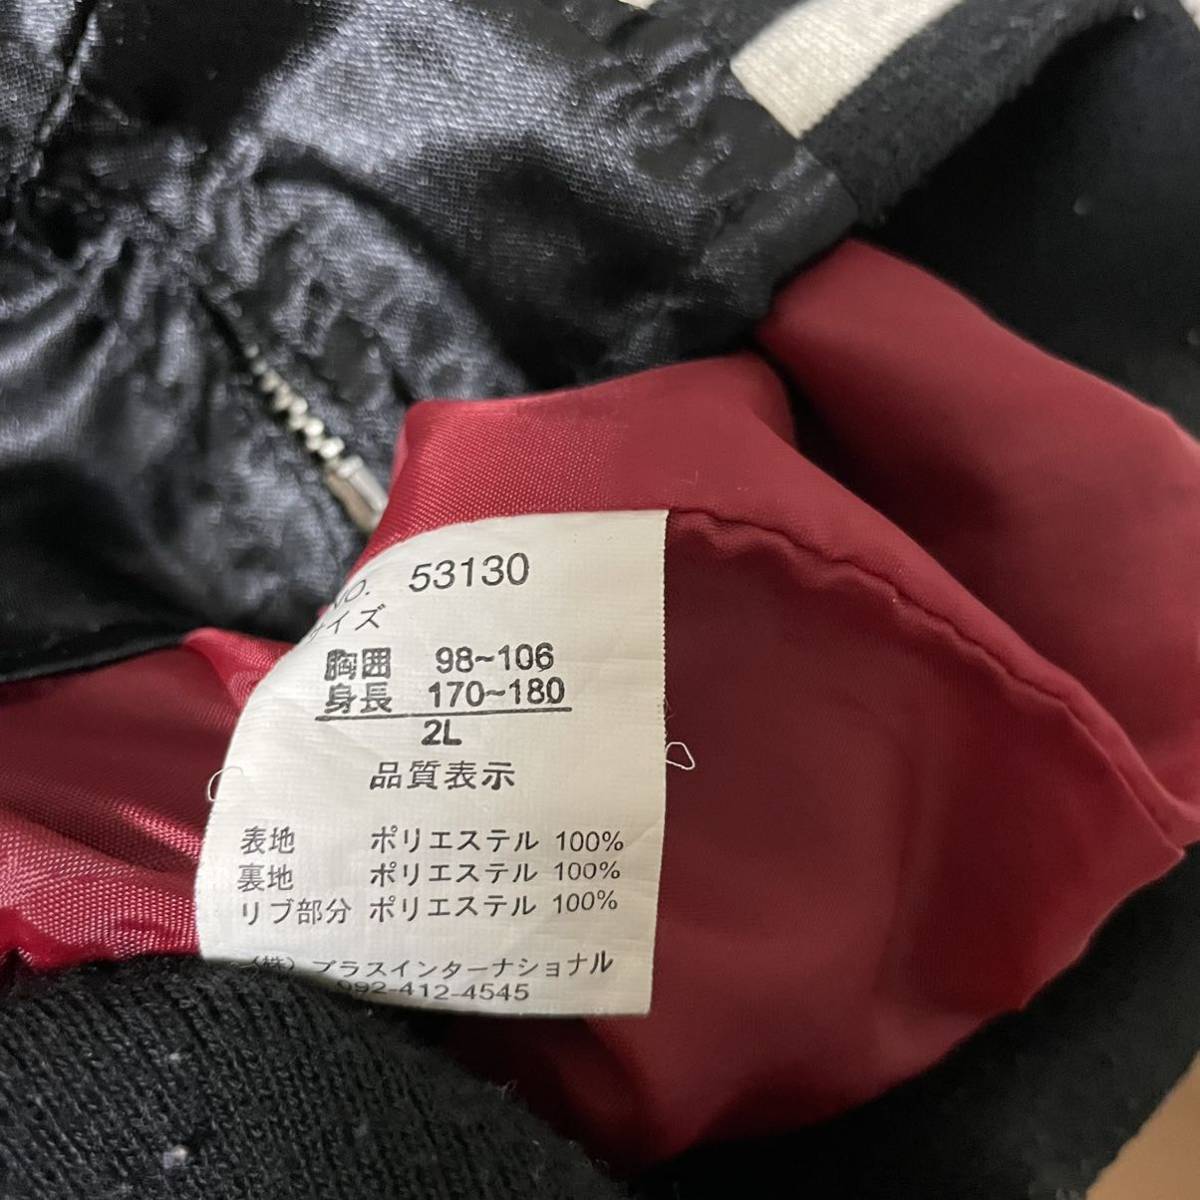 NO. 53130
サイズ
胸囲 98~106
身長 170~180
2L
品質表示
表地 ポリエステル 100%
裏地 ポリエステル 100%
リブ部分 ポリエステル 100%
(株) プラスインターナショナル
092-412-4545